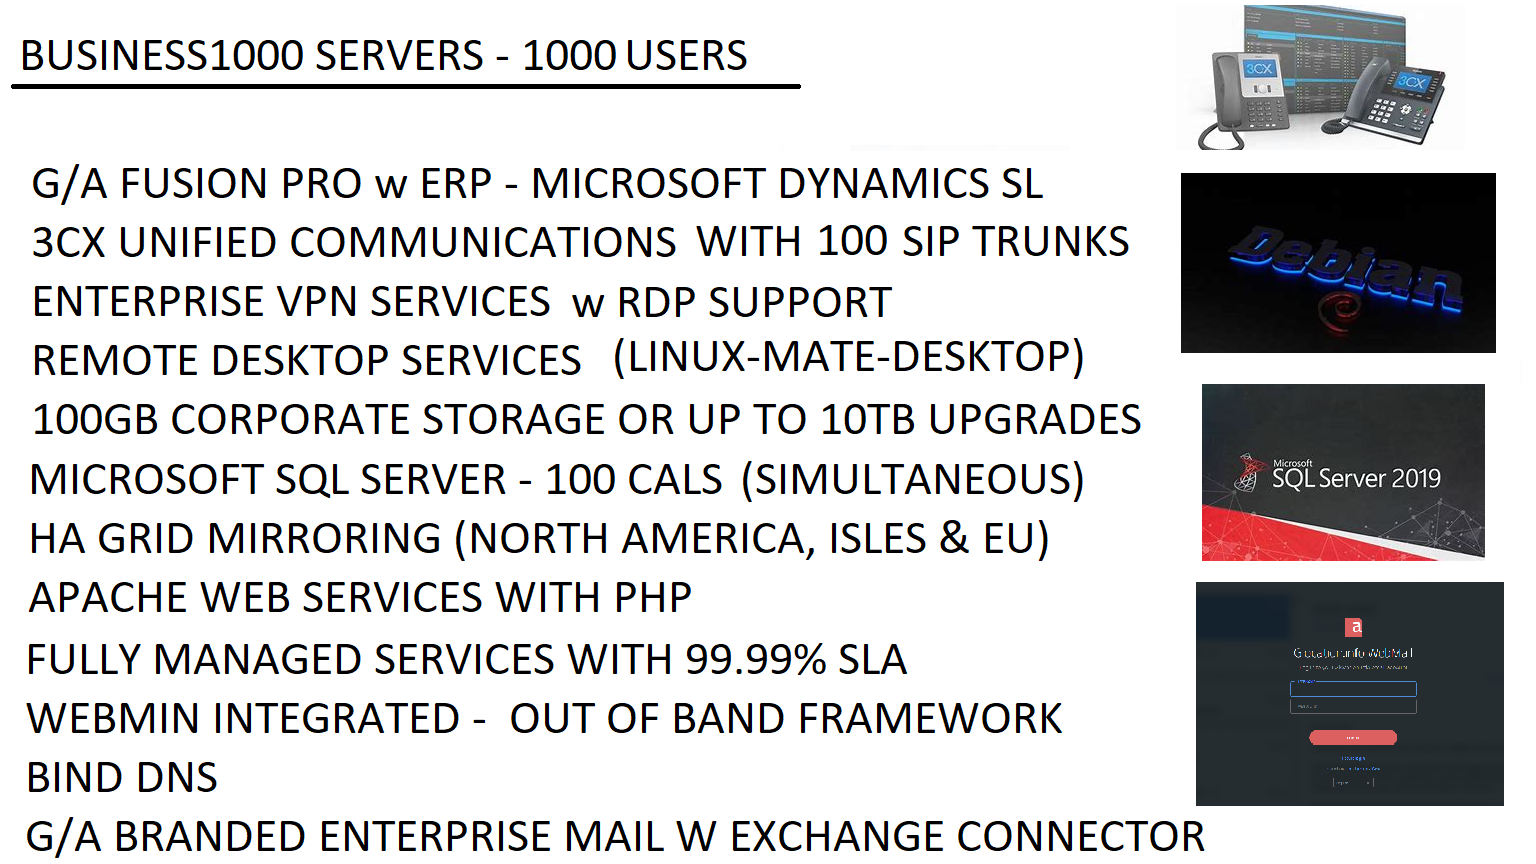 BUSINESS1000 SERVERS - 1000 USERS
G/A FUSION PRO w ERP - MICROSOFT DYNAMICS SL
3CX UNIFIED COMMUNICATIONS WITH 100 SIP TRUNKS
ENTERPRISE VPN SERVICES w RDP SUPPORT
REMOTE DESKTOP SERVICES (LINUX-MATE-DESKTOP)
100GB CORPORATE STORAGE OR UP TO 10TB UPGRADES
MICROSOFT SQL SERVER - 100 CALS (SIMULTANEOUS)
HA GRID MIRRORING (NORTH AMERICA, ISLES & EU)
APACHE WEB SERVICES WITH PHP
FULLY MANAGED SERVICES WITH 99.99% SLA
WEBMIN INTEGRATED - OUT OF BAND FRAMEWORK
BIND DNS
G/A BRANDED ENTERPRISE MAIL W EXCHANGE CONNECTOR
3CX
3CX
Debian
Microsoft
SQL Server 2019
a
WebMail